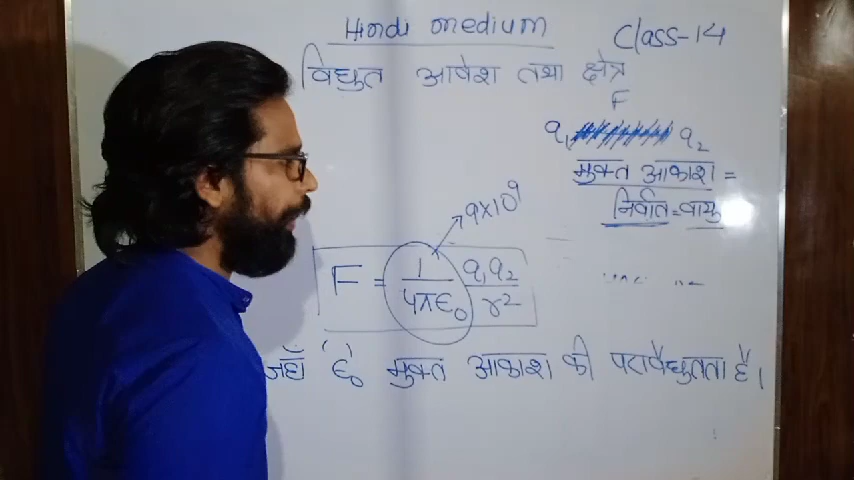 Hindi medium
Class-14
विद्युत आवेश तथा क्षेत्र
F
q₁ q₂
मुक्त आकाश =
निर्वात = वायु
9×10⁹
F = 1/4πε₀ q₁q₂/r²
जहाँ 'ε₀' मुक्त आकाश की परावैद्युतता है।